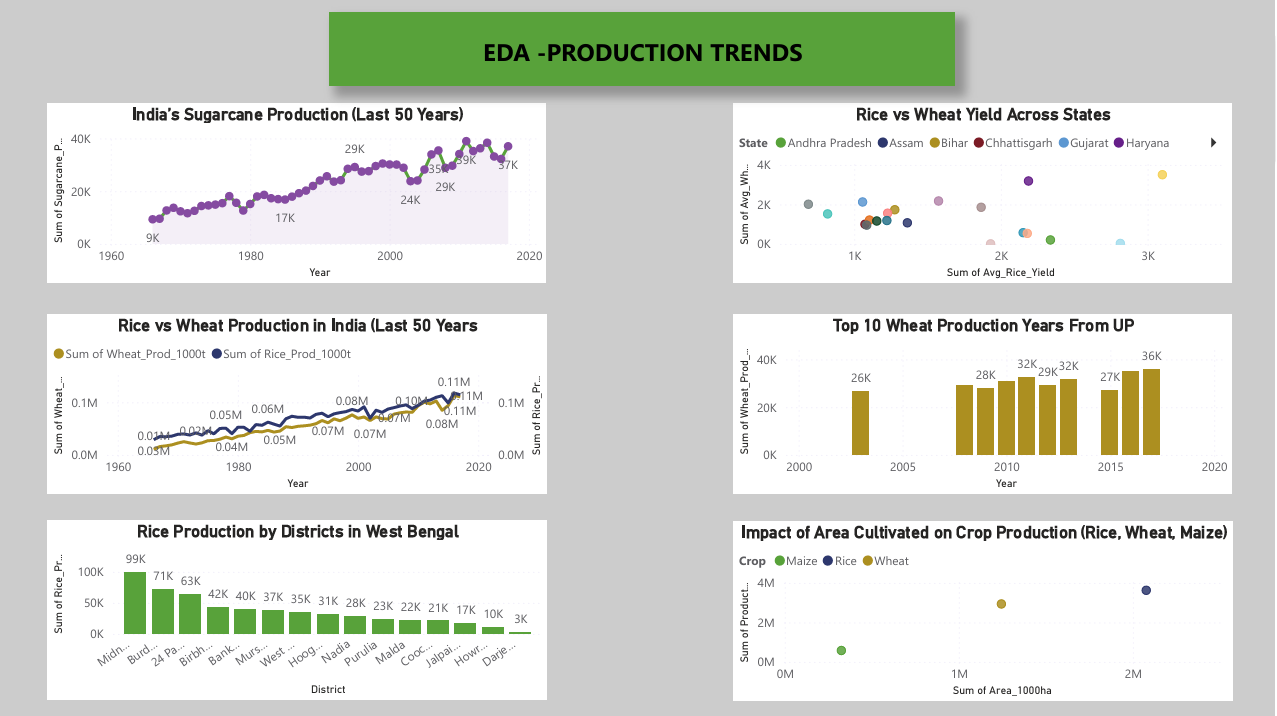 EDA -PRODUCTION TRENDS
India's Sugarcane Production (Last 50 Years)
Sum of Sugarcane_P...
40K
20K
0K
9K
17K
29K
24K
35K
29K
39K
37K
1960
1980
2000
2020
Year
Rice vs Wheat Yield Across States
State Andhra Pradesh Assam Bihar Chhattisgarh Gujarat Haryana
Sum of Avg_Wh...
4K
2K
0K
1K
2K
3K
Sum of Avg_Rice_Yield
Rice vs Wheat Production in India (Last 50 Years
Sum of Wheat_Prod_1000t Sum of Rice_Prod_1000t
Sum of Wheat_...
0.1M
0.0M
0.01M
0.03M
0.02M
0.05M
0.04M
0.06M
0.05M
0.07M
0.08M
0.07M
0.07M
0.10M
0.08M
0.11M
0.11M
0.11M
0.1M
0.0M
Sum of Rice_Pr...
1960
1980
2000
2020
Year
Top 10 Wheat Production Years From UP
Sum of Wheat_Prod_...
40K
20K
0K
26K
28K
32K
29K
32K
27K
36K
2000
2005
2010
2015
2020
Year
Rice Production by Districts in West Bengal
Sum of Rice_Pr...
100K
50K
0K
99K
71K
63K
42K
40K
37K
35K
31K
28K
23K
22K
21K
17K
10K
3K
Midn...
Burd...
24 Pa...
Birbh...
Bank...
Murs...
West ...
Hoog...
Nadia
Purulia
Malda
Cooc...
Jalpai...
Howr...
Darje...
District
Impact of Area Cultivated on Crop Production (Rice, Wheat, Maize)
Crop Maize Rice Wheat
Sum of Product...
4M
2M
0M
0M
1M
2M
Sum of Area_1000ha